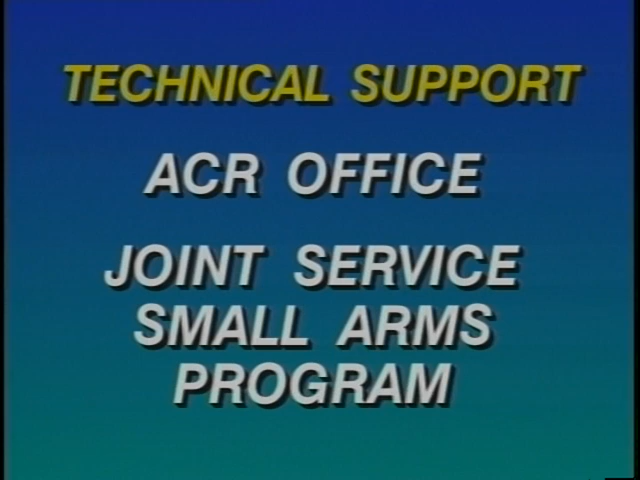 TECHNICAL SUPPORT
ACR OFFICE
JOINT SERVICE
SMALL ARMS
PROGRAM